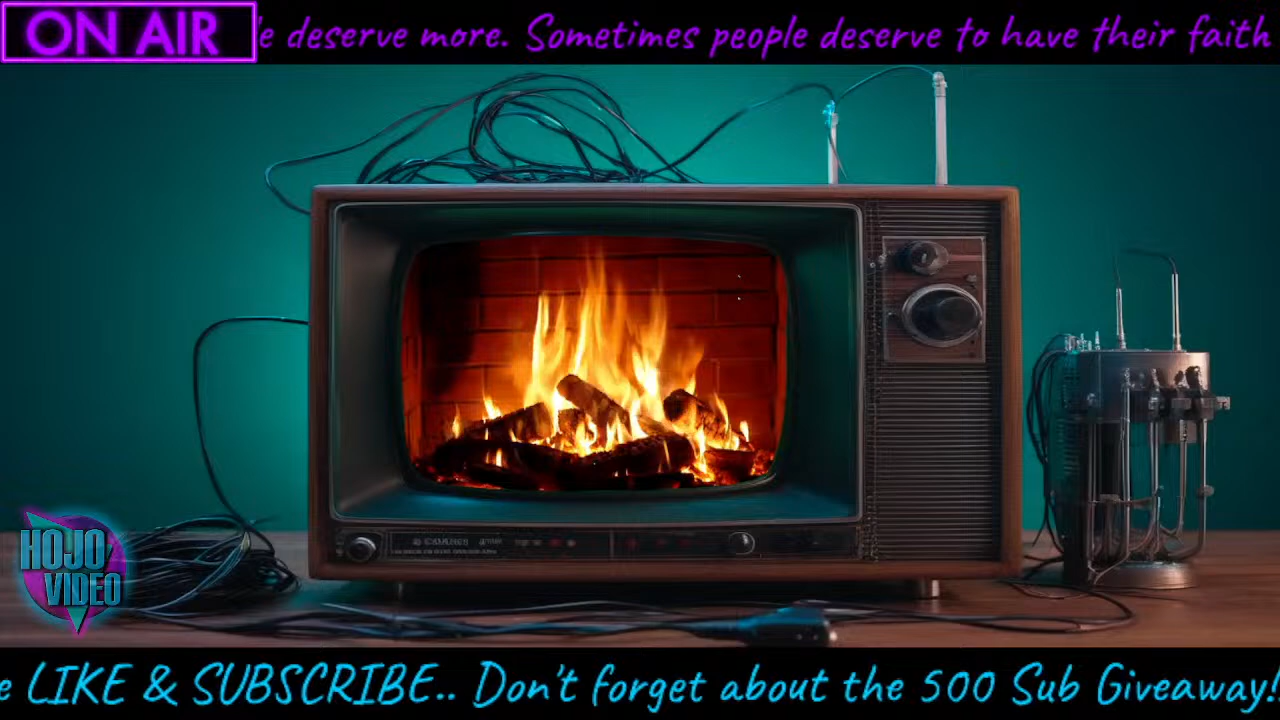 ON AIR
e deserve more. Sometimes people deserve to have their faith
HOJO
VIDEO
e LIKE & SUBSCRIBE.. Don't forget about the 500 Sub Giveaway!